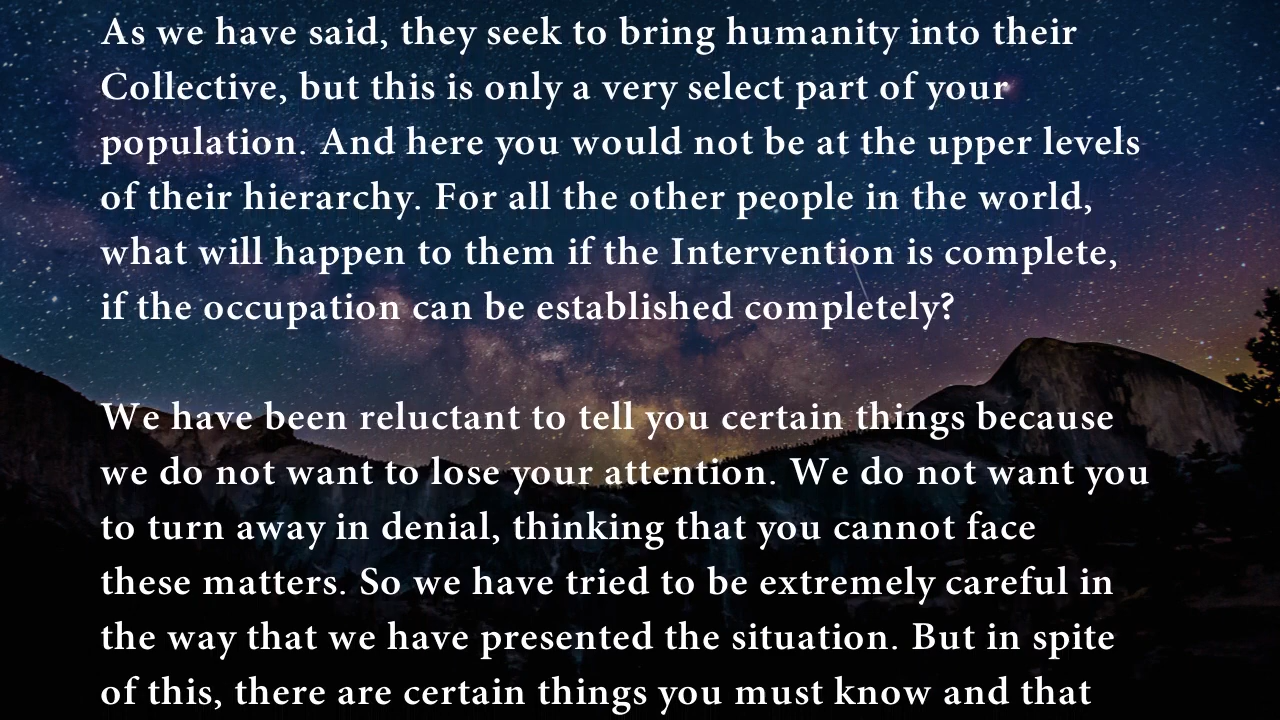 As we have said, they seek to bring humanity into their
Collective, but this is only a very select part of your
population. And here you would not be at the upper levels
of their hierarchy. For all the other people in the world,
what will happen to them if the Intervention is complete,
if the occupation can be established completely?
We have been reluctant to tell you certain things because
we do not want to lose your attention. We do not want you
to turn away in denial, thinking that you cannot face
these matters. So we have tried to be extremely careful in
the way that we have presented the situation. But in spite
of this, there are certain things you must know and that